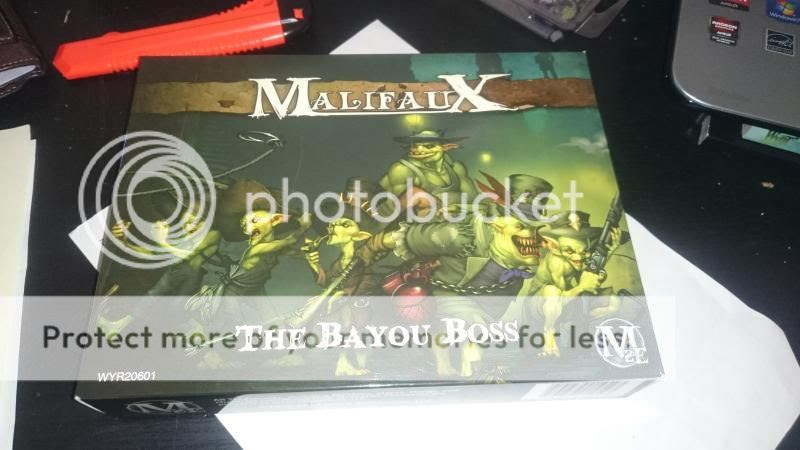 MALIFAUX
photobucket
Protect more of your memories for less!
THE BAYOU BOSS
M2E
WYR20601